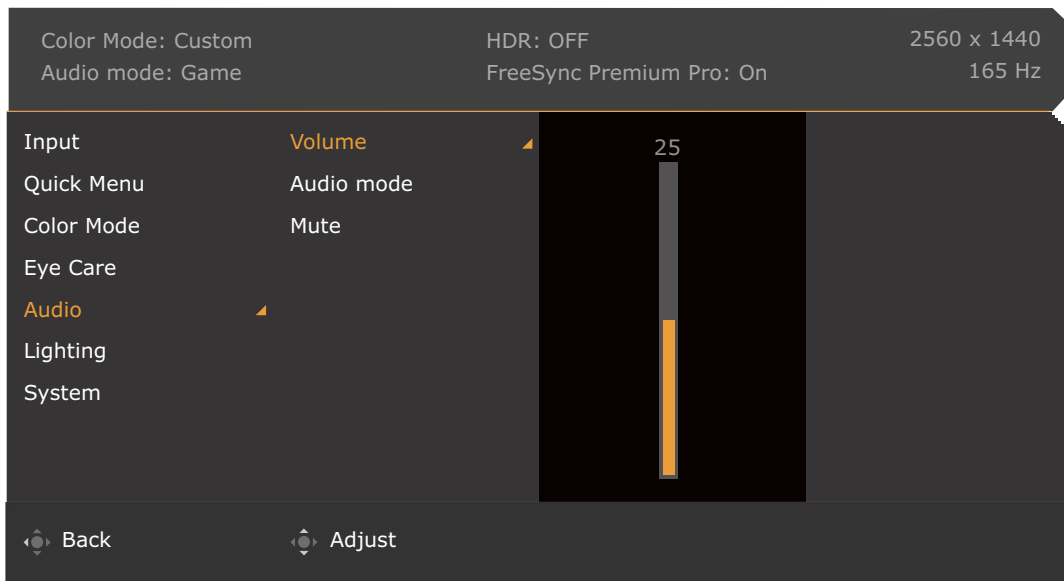 Color Mode: Custom
HDR: OFF
2560 x 1440
Audio mode: Game
FreeSync Premium Pro: On
165 Hz
Input
Quick Menu
Color Mode
Eye Care
Audio
Lighting
System
Volume
Audio mode
Mute
25
Back
Adjust